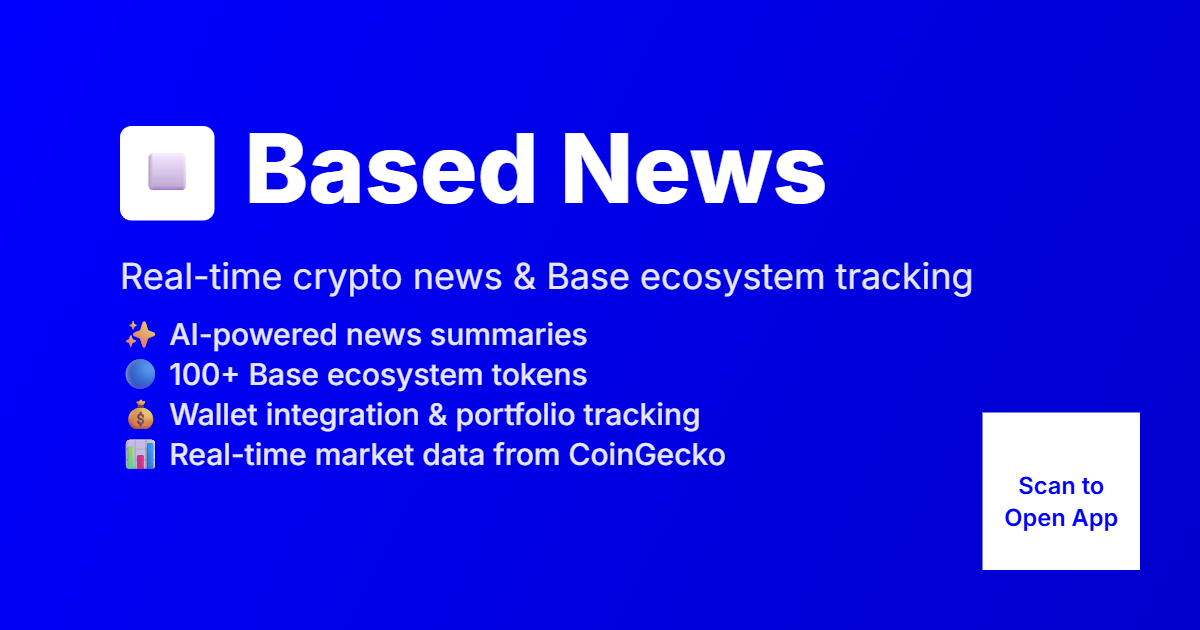 Based News
Real-time crypto news & Base ecosystem tracking
✨ AI-powered news summaries
🔵 100+ Base ecosystem tokens
💰 Wallet integration & portfolio tracking
📊 Real-time market data from CoinGecko
Scan to
Open App